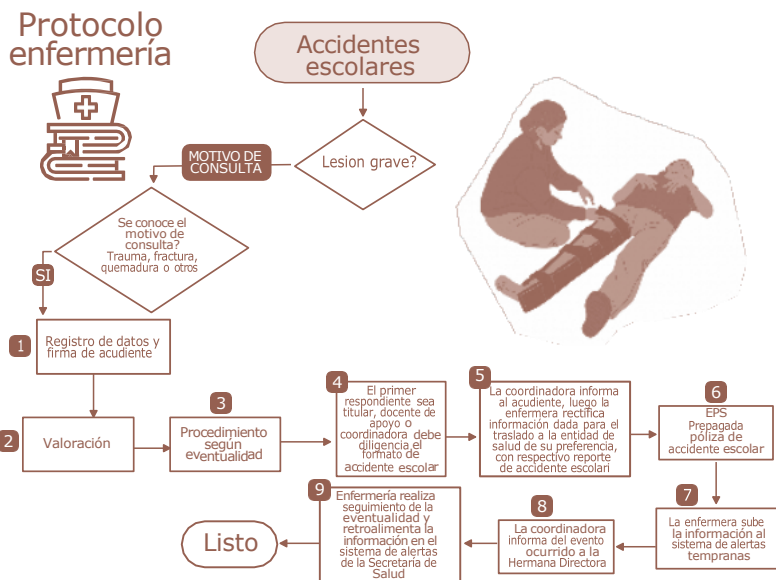 Protocolo
enfermería
Accidentes
escolares
Lesion grave?
MOTIVO DE
CONSULTA
Se conoce el
motivo de
consulta?
Trauma, fractura,
quemadura o otros
SI
1
Registro de datos y
firma de acudiente
2
Valoración
3
Procedimiento
según
eventualidad
4
El primer
respondiente sea
titular, docente de
apoyo o
coordinadora debe
diligencia el
formato de
accidente escolar
5
La coordinadora informa
al acudiente, luego la
enfermera rectifica
información dada para el
traslado a la entidad de
salud de su preferencia,
con respectivo reporte
de accidente escolari
6
EPS
Prepagada
póliza de
accidente escolar
7
La enfermera sube
la información al
sistema de alertas
tempranas
8
La coordinadora
informa del evento
ocurrido a la
Hermana Directora
9
Enfermería realiza
seguimiento de la
eventualidad y
retroalimenta la
información en el
sistema de alertas
de la Secretaría de
Salud
Listo